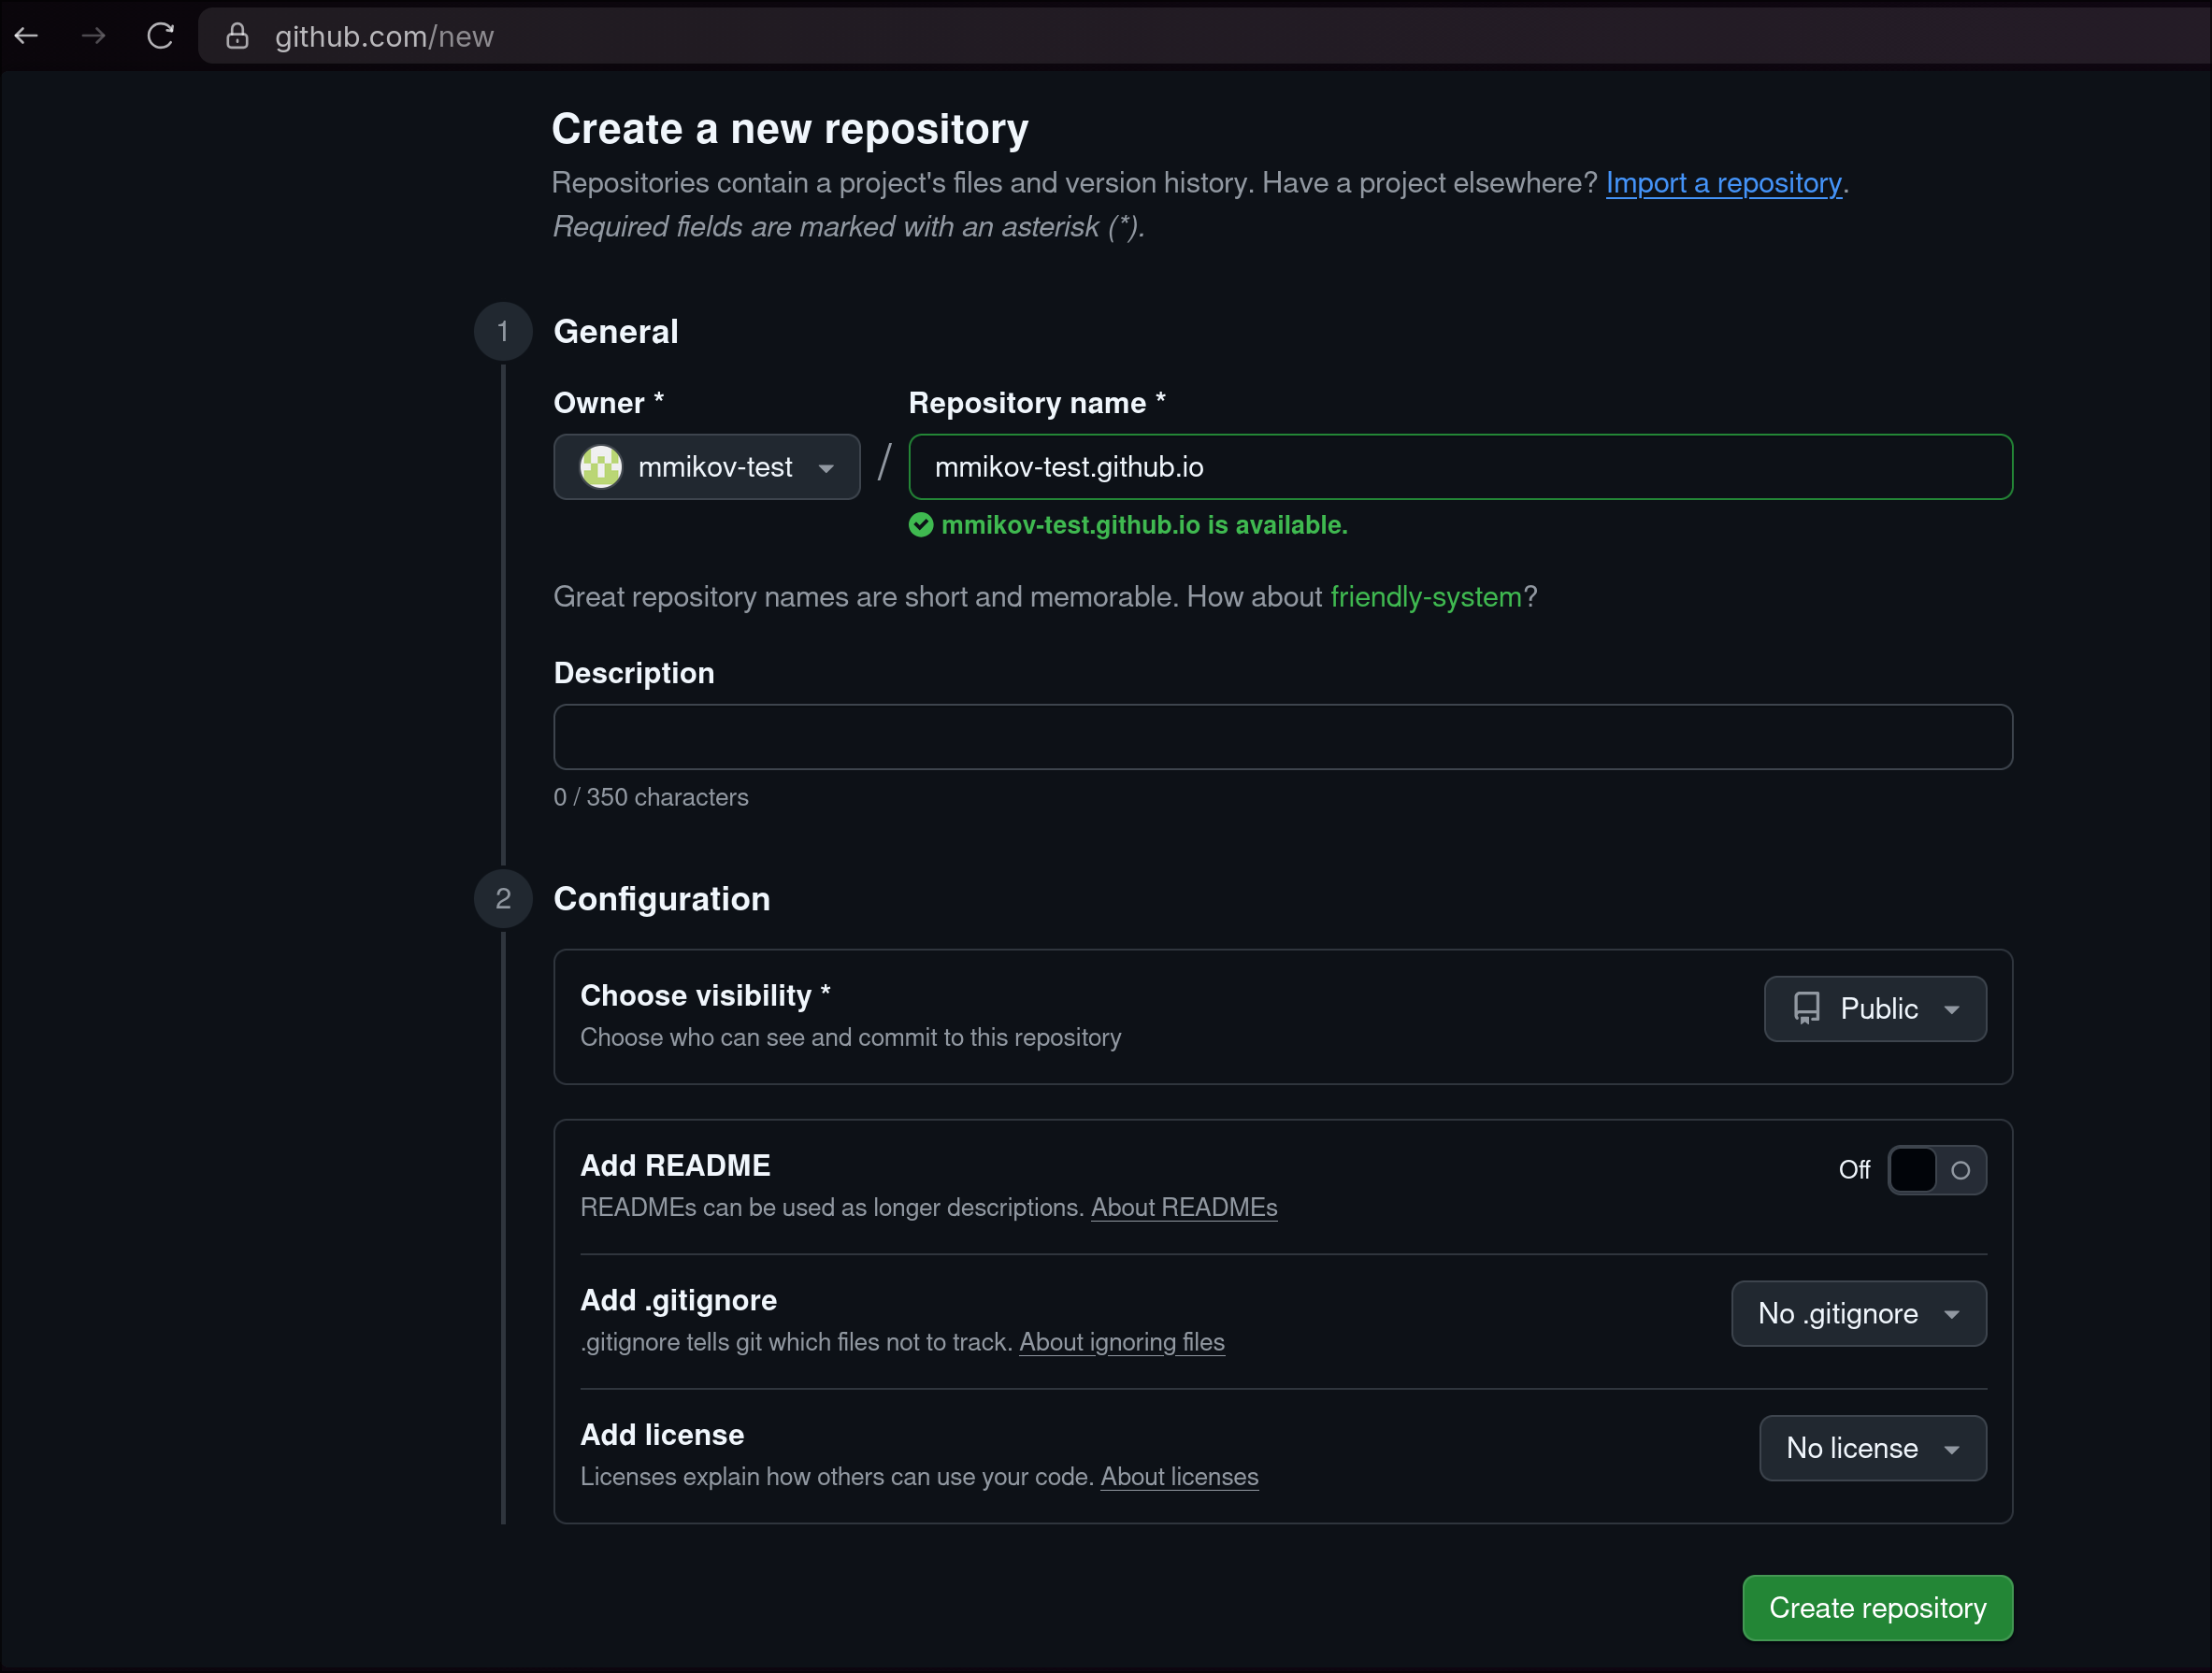 github.com/new
Create a new repository
Repositories contain a project's files and version history. Have a project elsewhere? Import a repository.
Required fields are marked with an asterisk (*).
1 General
Owner * Repository name *
mmikov-test / mmikov-test.github.io
mmikov-test.github.io is available.
Great repository names are short and memorable. How about friendly-system?
Description
0 / 350 characters
2 Configuration
Choose visibility *
Public
Choose who can see and commit to this repository
Add README
Off
READMEs can be used as longer descriptions. About READMEs
Add .gitignore
No .gitignore
.gitignore tells git which files not to track. About ignoring files
Add license
No license
Licenses explain how others can use your code. About licenses
Create repository